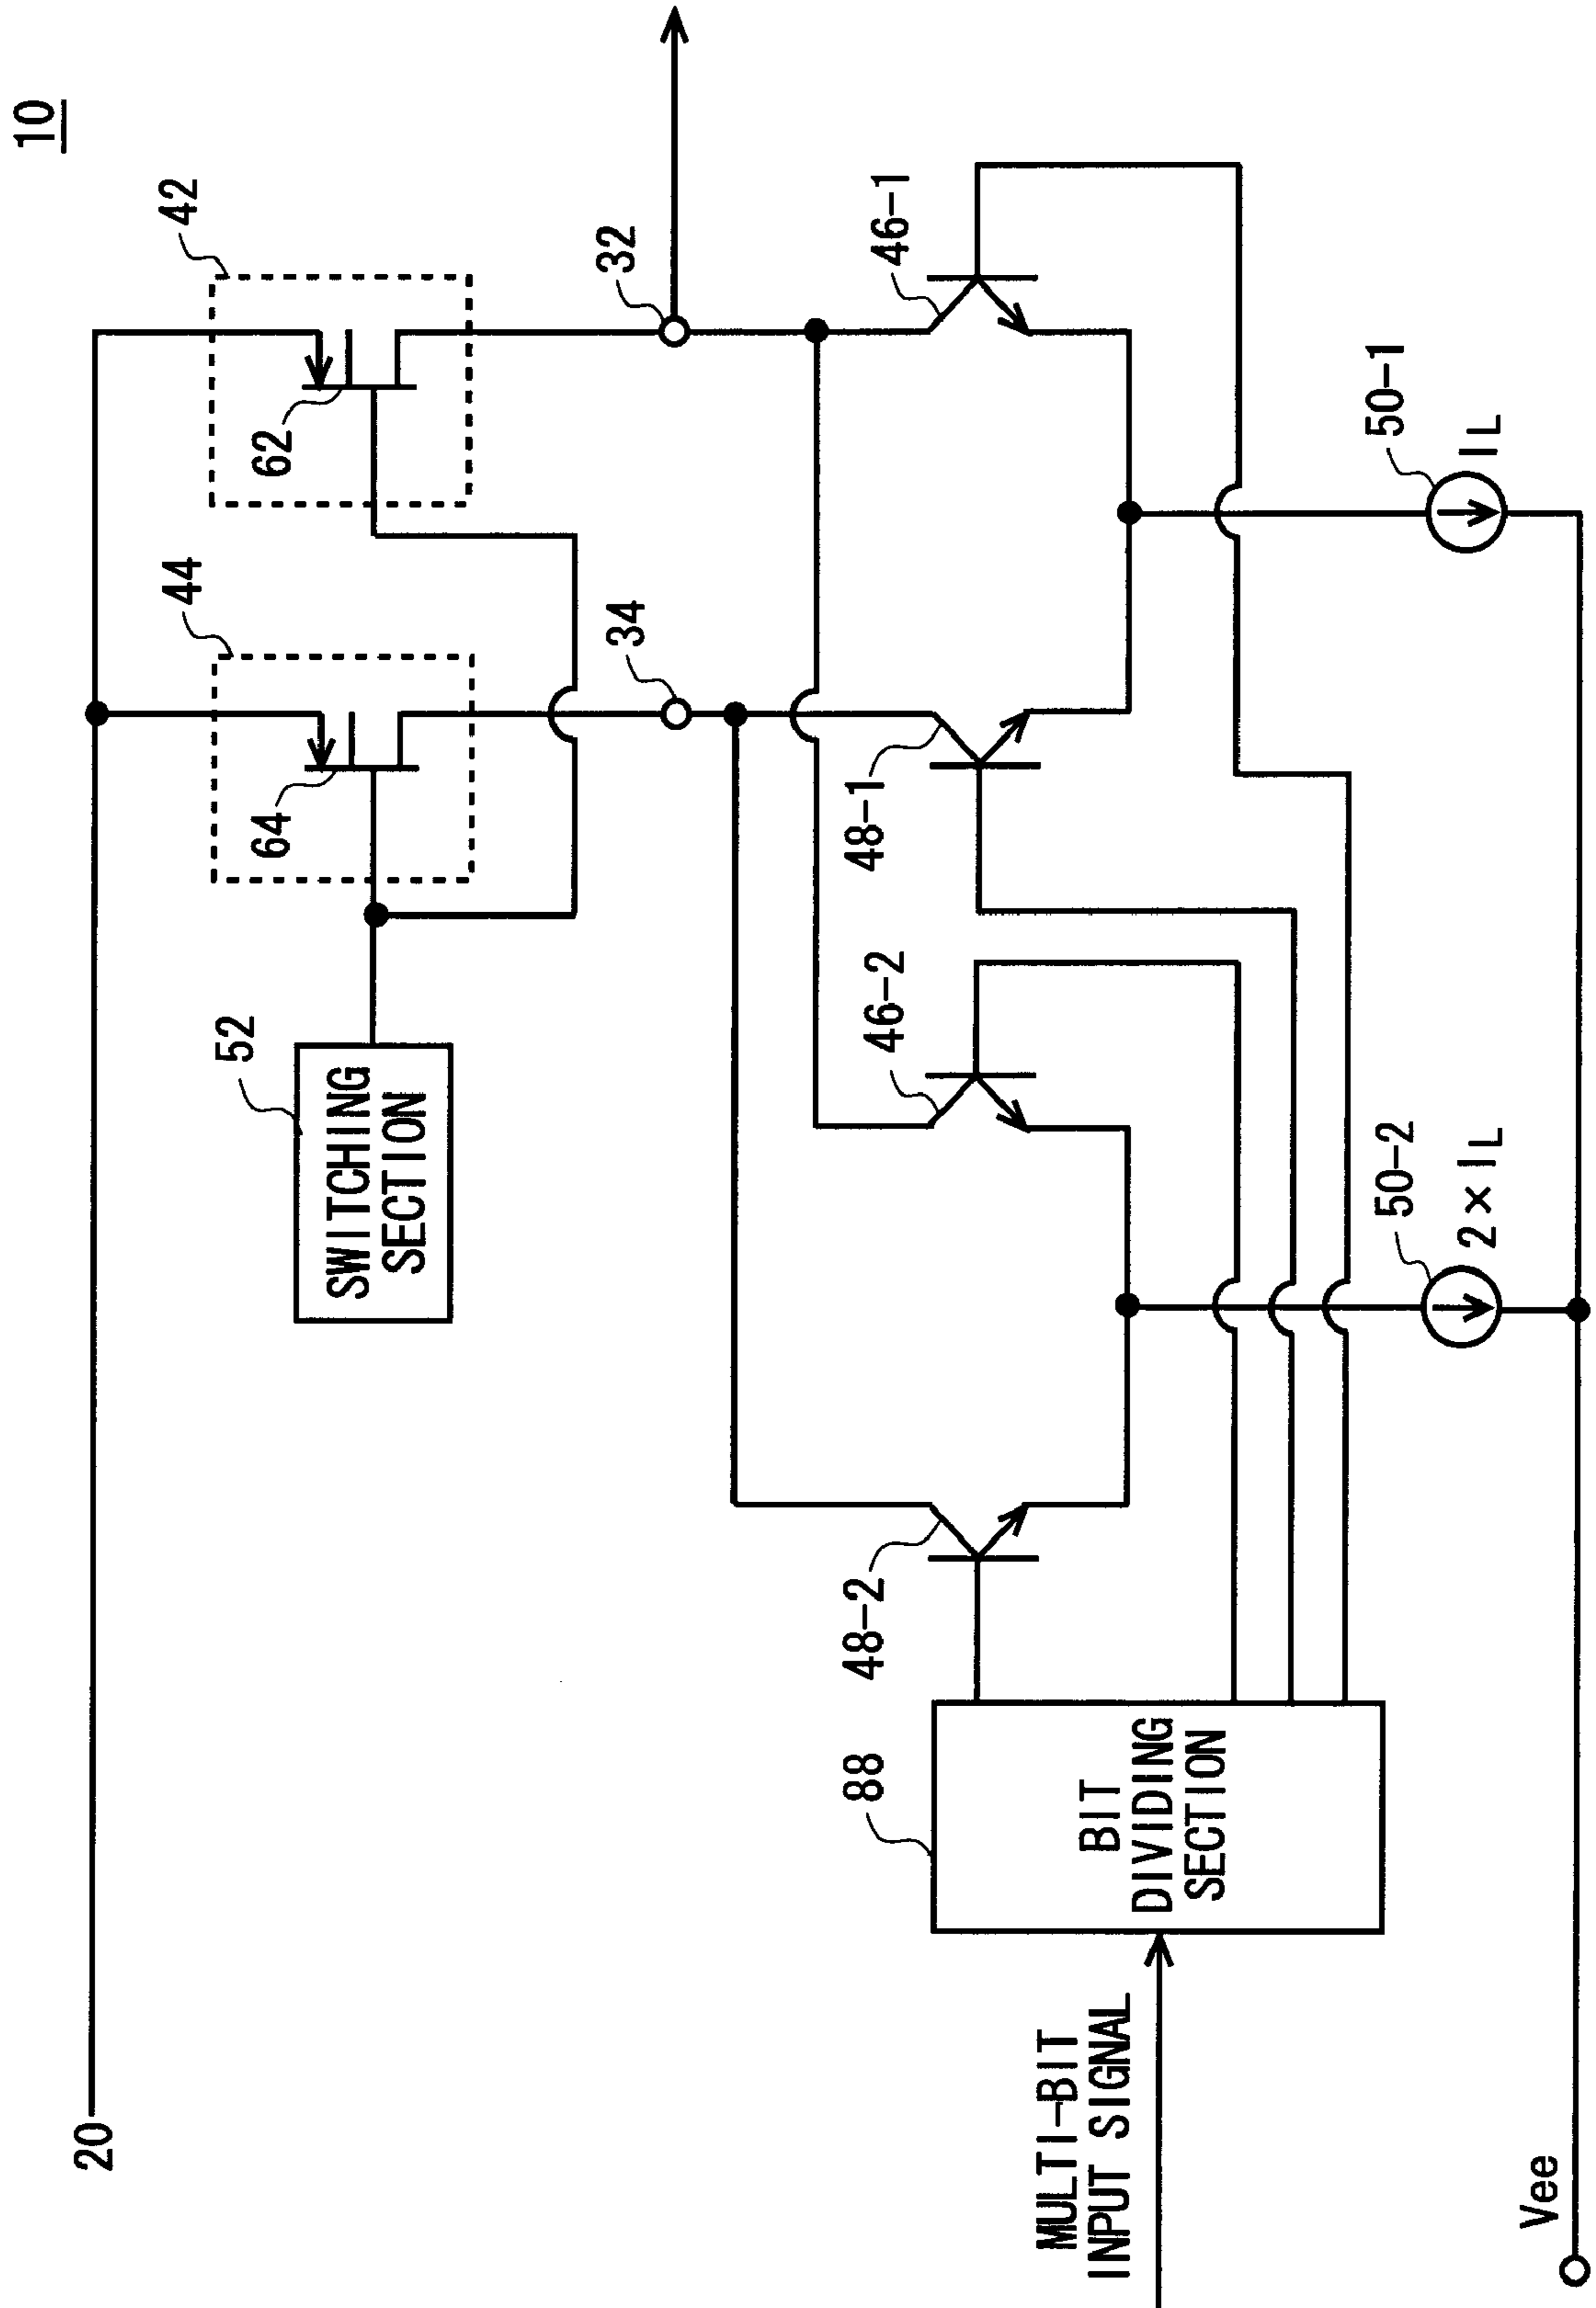 10
20
42
44
62
64
52
SWITCHING
SECTION
32
34
46-1
48-1
46-2
48-2
88
BIT
DIVIDING
SECTION
MULTI-BIT
INPUT SIGNAL
50-1
IL
50-2
2×IL
Vee